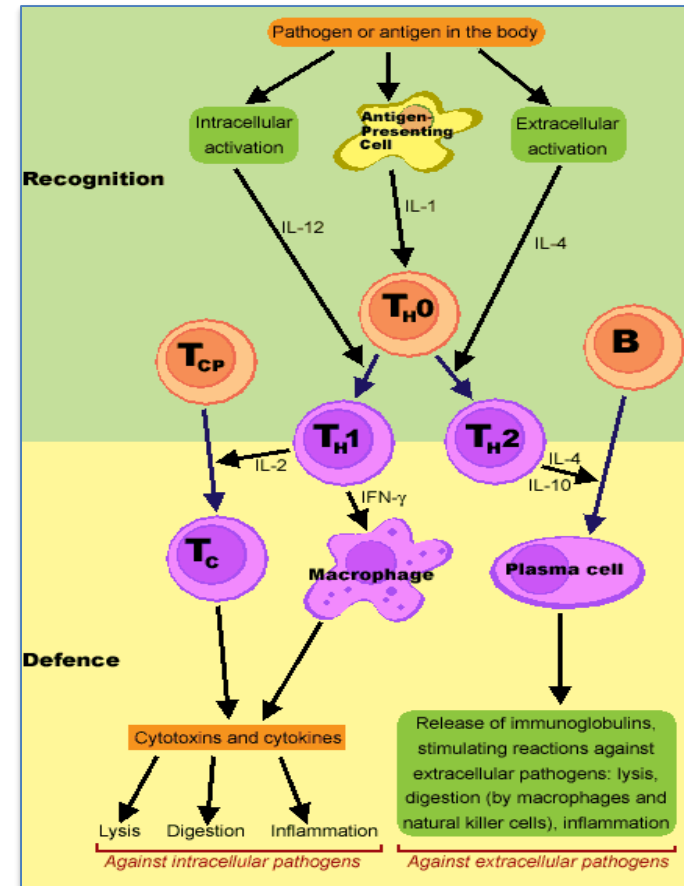 Pathogen or antigen in the body
Intracellular
activation
Antigen-
Presenting
Cell
Extracellular
activation
Recognition
IL-12
IL-1
IL-4
TH0
TCP
B
TH1
TH2
IL-2
IL-4
IL-10
IFN-γ
TC
Macrophage
Plasma cell
Defence
Cytotoxins and cytokines
Release of immunoglobulins,
stimulating reactions against
extracellular pathogens: lysis,
digestion (by macrophages and
natural killer cells), inflammation
Lysis
Digestion
Inflammation
Against intracellular pathogens
Against extracellular pathogens